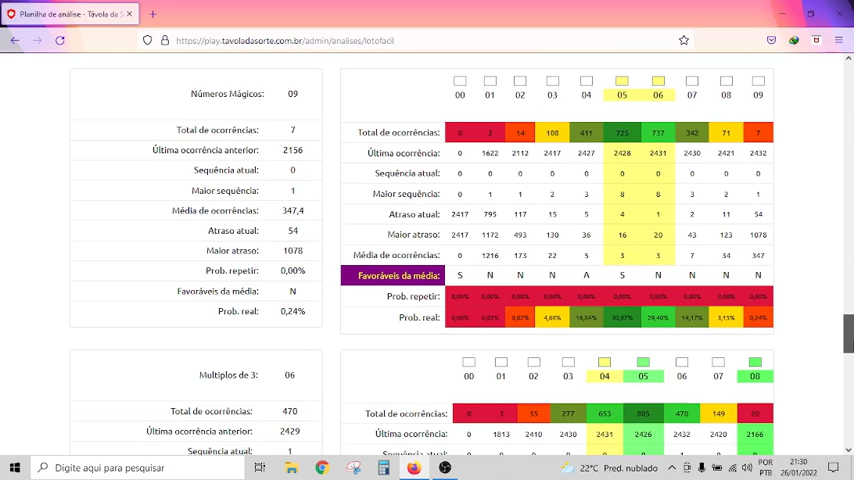 Planilha de análise - Távola da S
https://play.tavoladasorte.com.br/admin/analises/lotofacil
Números Mágicos: 09
Total de ocorrências: 7
Última ocorrência anterior: 2156
Sequência atual: 0
Maior sequência: 1
Média de ocorrências: 347,4
Atraso atual: 54
Maior atraso: 1078
Prob. repetir: 0,00%
Favoráveis da média: N
Prob. real: 0,24%
00 01 02 03 04 05 06 07 08 09
Total de ocorrências: 0 2 14 108 411 725 737 342 71 7
Última ocorrência: 0 1622 2112 2417 2427 2428 2431 2430 2421 2432
Sequência atual: 0 0 0 0 0 0 0 0 0 0
Maior sequência: 0 1 1 2 3 8 8 3 2 1
Atraso atual: 2417 795 117 15 5 4 1 2 11 54
Maior atraso: 2417 1172 493 130 36 16 20 43 123 1078
Média de ocorrências: 0 1216 173 22 5 3 3 7 34 347
Favoráveis da média: S N N N A S N N N N
Prob. repetir: 0,00% 0,00% 0,00% 0,00% 0,00% 0,00% 0,00% 0,00% 0,00% 0,00%
Prob. real: 0,00% 0,03% 0,62% 4,68% 16,84% 30,87% 29,40% 14,17% 3,15% 0,24%
Multiplos de 3: 06
Total de ocorrências: 470
Última ocorrência anterior: 2429
Sequência atual: 1
00 01 02 03 04 05 06 07 08
Total de ocorrências: 0 3 55 277 653 805 470 149 20
Última ocorrência: 0 1813 2410 2430 2431 2426 2432 2420 2166
Digite aqui para pesquisar
22°C Pred. nublado
POR
PTB
21:30
26/01/2022